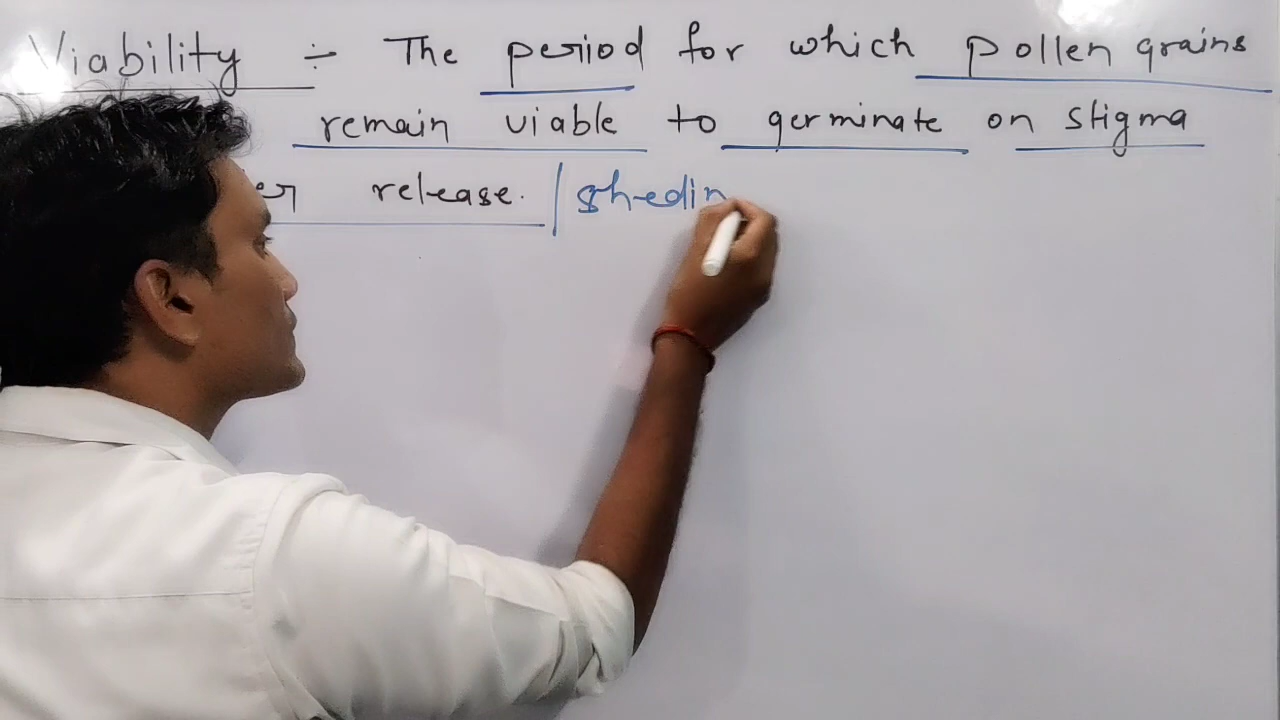 Viability ÷ The period for which pollen grains
remain viable to germinate on stigma
release. / shedin